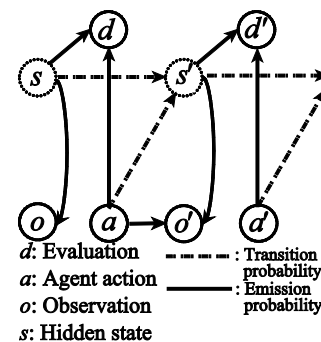 d
d'
s
s'
o
a
o'
a'
d: Evaluation
a: Agent action
o: Observation
s: Hidden state
: Transition
probability
: Emission
probability